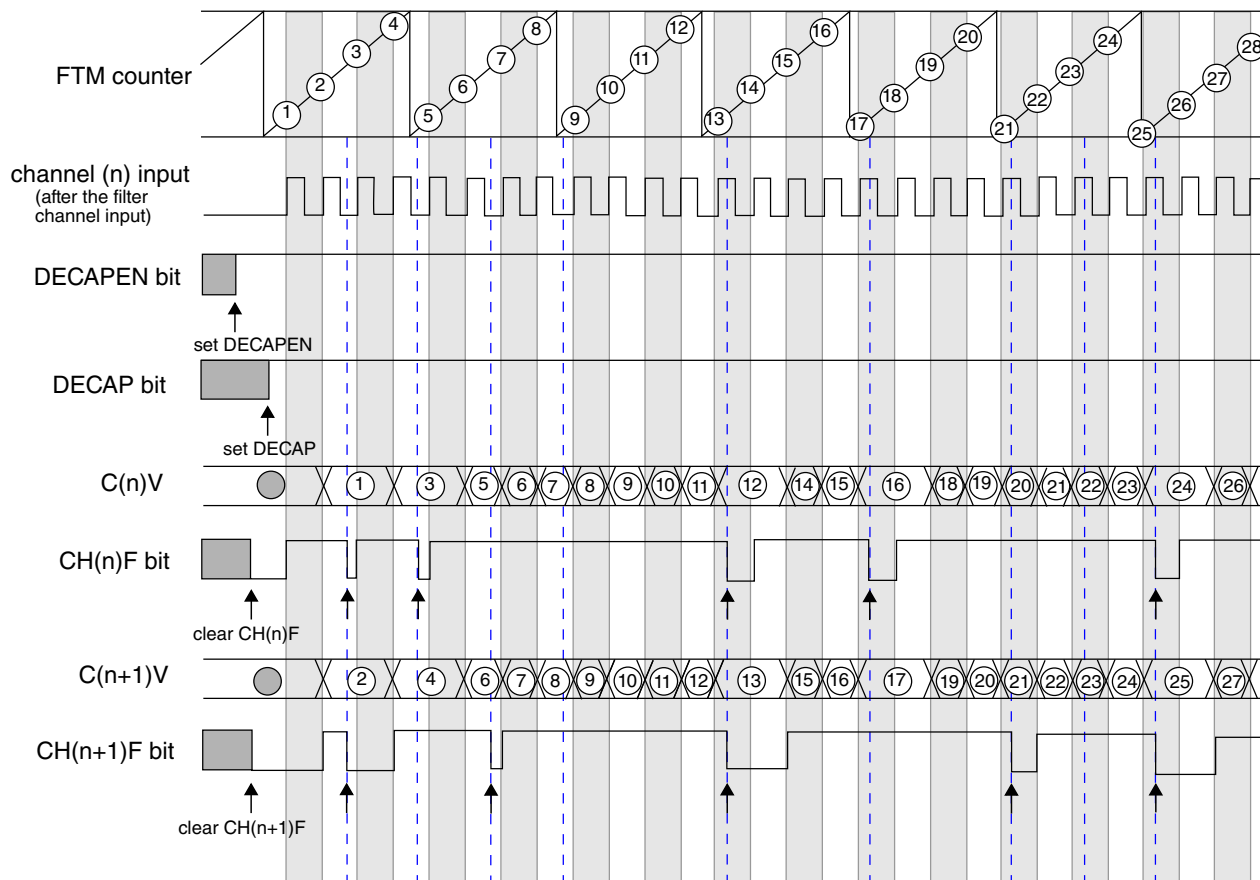 FTM counter
1 2 3 4 5 6 7 8 9 10 11 12 13 14 15 16 17 18 19 20 21 22 23 24 25 26 27 28
channel (n) input
(after the filter
channel input)
DECAPEN bit
set DECAPEN
DECAP bit
set DECAP
C(n)V
1 3 5 6 7 8 9 10 11 12 14 15 16 18 19 20 21 22 23 24 26
CH(n)F bit
clear CH(n)F
C(n+1)V
2 4 6 7 8 9 10 11 12 13 15 16 17 19 20 21 22 23 24 25 27
CH(n+1)F bit
clear CH(n+1)F